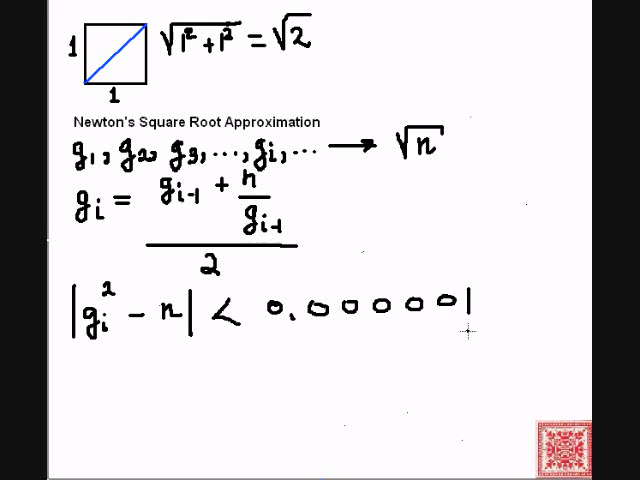 1 √1² + 1² = √2
1
Newton's Square Root Approximation
g₁, g₂, g₃, ..., gᵢ, ... → √n
gᵢ = (gᵢ₋₁ + n/gᵢ₋₁)/2
|gᵢ² - n| < 0.000001